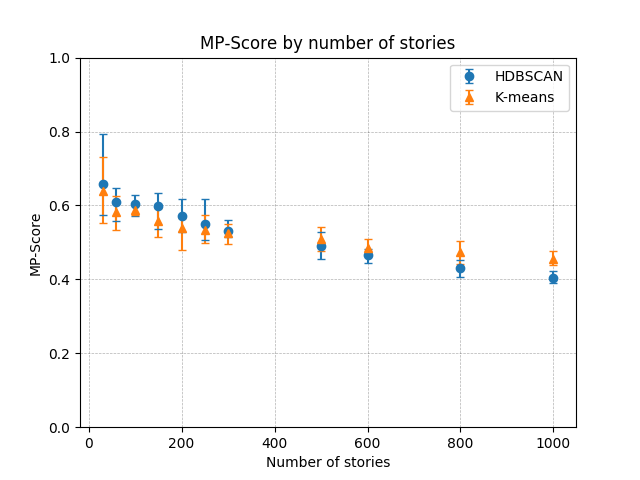 MP-Score by number of stories
HDBSCAN
K-means
1.0
0.8
0.6
0.4
0.2
0.0
MP-Score
0 200 400 600 800 1000
Number of stories